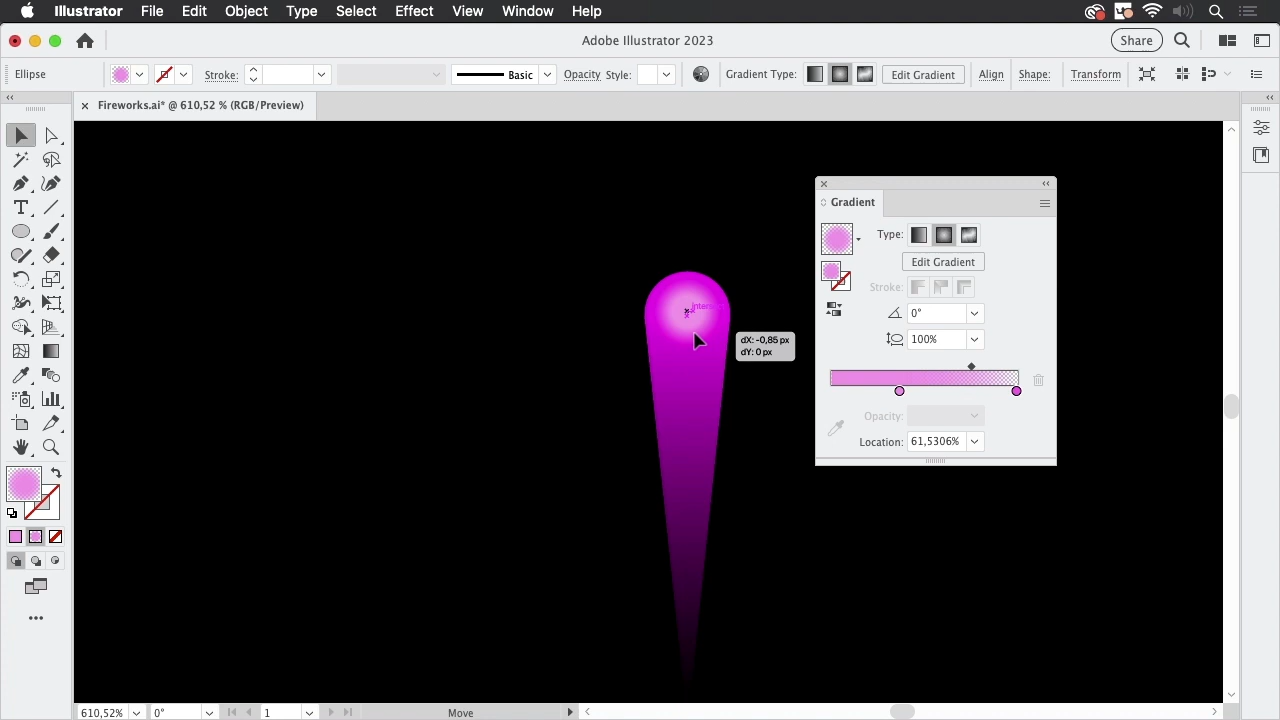 Illustrator File Edit Object Type Select Effect View Window Help
Adobe Illustrator 2023
Share
Ellipse
Stroke:
Basic
Opacity Style:
Gradient Type:
Edit Gradient
Align
Shape:
Transform
Fireworks.ai* @ 610,52 % (RGB/Preview)
Gradient
Type:
Edit Gradient
Stroke:
0°
100%
dX: -0,85 px
dY: 0 px
Opacity:
Location: 61,5306%
610,52%
0°
1
Move